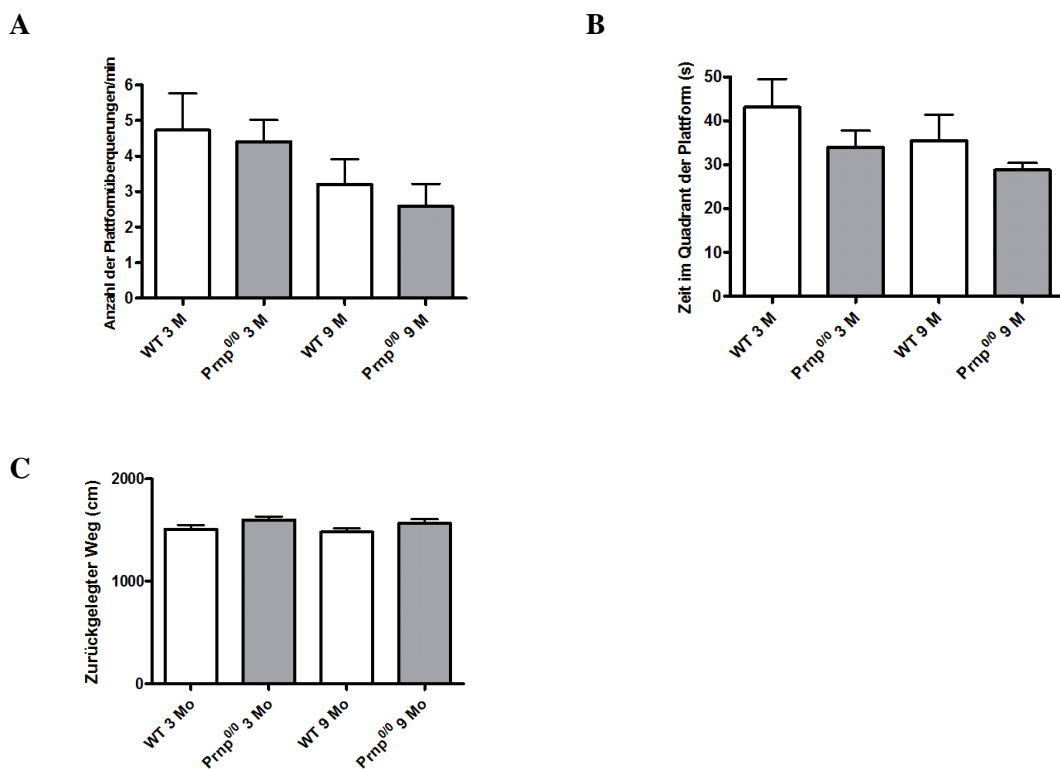 A
Anzahl der Plattformüberquerungen/min
6
5
4
3
2
1
0
WT 3 M
Prnp⁰/⁰ 3 M
WT 9 M
Prnp⁰/⁰ 9 M
B
Zeit im Quadrant der Plattform (s)
50
40
30
20
10
0
WT 3 M
Prnp⁰/⁰ 3 M
WT 9 M
Prnp⁰/⁰ 9 M
C
Zurückgelegter Weg (cm)
2000
1000
0
WT 3 Mo
Prnp⁰/⁰ 3 Mo
WT 9 Mo
Prnp⁰/⁰ 9 Mo